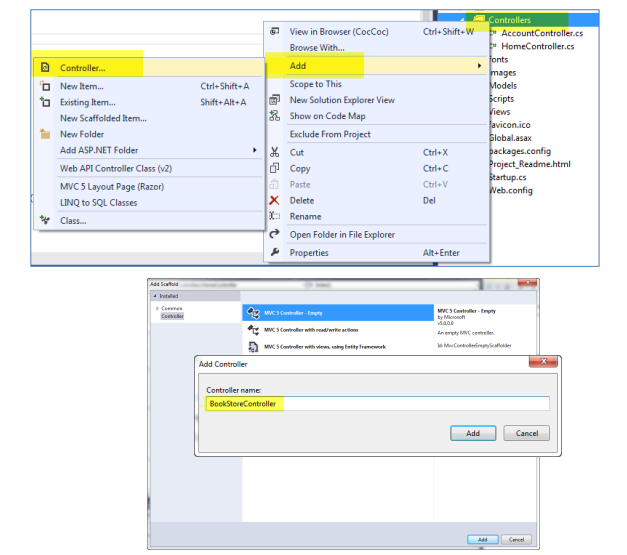 Controller...
New Item... Ctrl+Shift+A
Existing Item... Shift+Alt+A
New Scaffolded Item...
New Folder
Add ASP.NET Folder
Web API Controller Class (v2)
MVC 5 Layout Page (Razor)
LINQ to SQL Classes
Class...
View in Browser (CocCoc) Ctrl+Shift+W
Browse With...
Add
Scope to This
New Solution Explorer View
Show on Code Map
Exclude From Project
Cut Ctrl+X
Copy Ctrl+C
Paste Ctrl+V
Delete Del
Rename
Open Folder in File Explorer
Properties Alt+Enter
Controllers
AccountController.cs
HomeController.cs
fonts
mages
Models
Scripts
Views
favicon.ico
Global.asax
packages.config
Project_Readme.html
Startup.cs
Web.config
Add Scaffold
Installed
Common
Controller
MVC 5 Controller - Empty
MVC 5 Controller with read/write actions
MVC 5 Controller with views, using Entity Framework
MVC 5 Controller - Empty
by Microsoft
v5.0.0.0
An empty MVC controller.
Id: MvcControllerEmptyScaffolder
Add Controller
Controller name:
BookStoreController
Add Cancel
Add Cancel